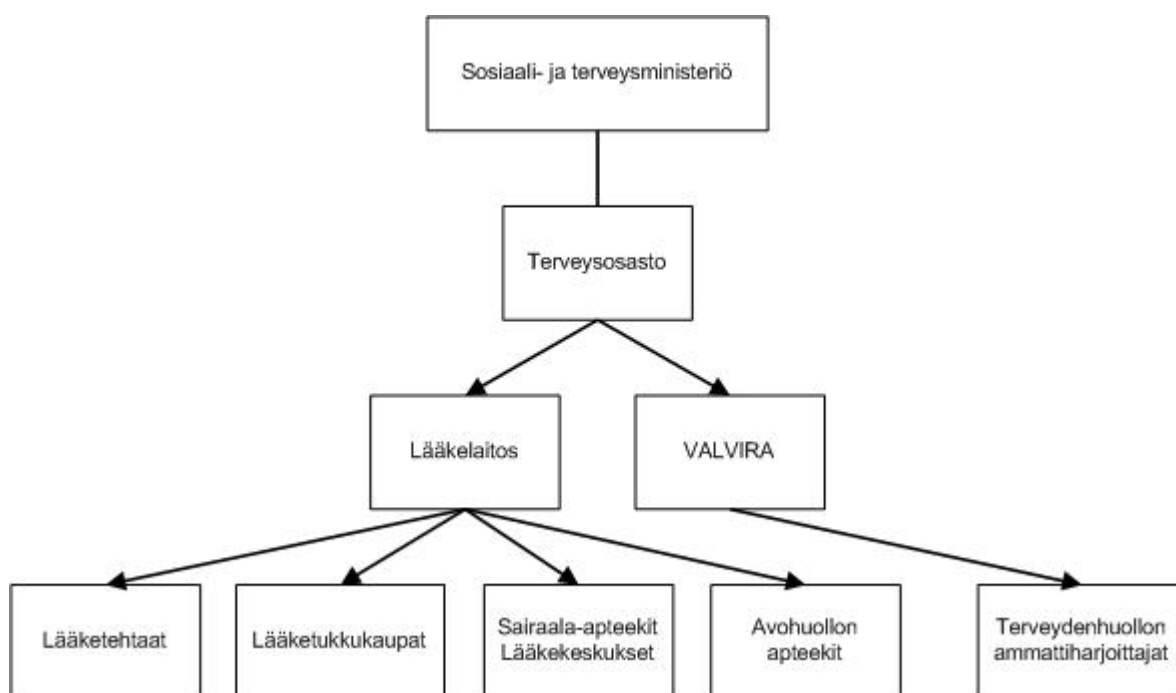 Sosiaali- ja terveysministeriö
Terveysosasto
Lääkelaitos
VALVIRA
Lääketehtaat
Lääketukkukaupat
Sairaala-apteekit
Lääkekeskukset
Avohuollon
apteekit
Terveydenhuollon
ammattiharjoittajat